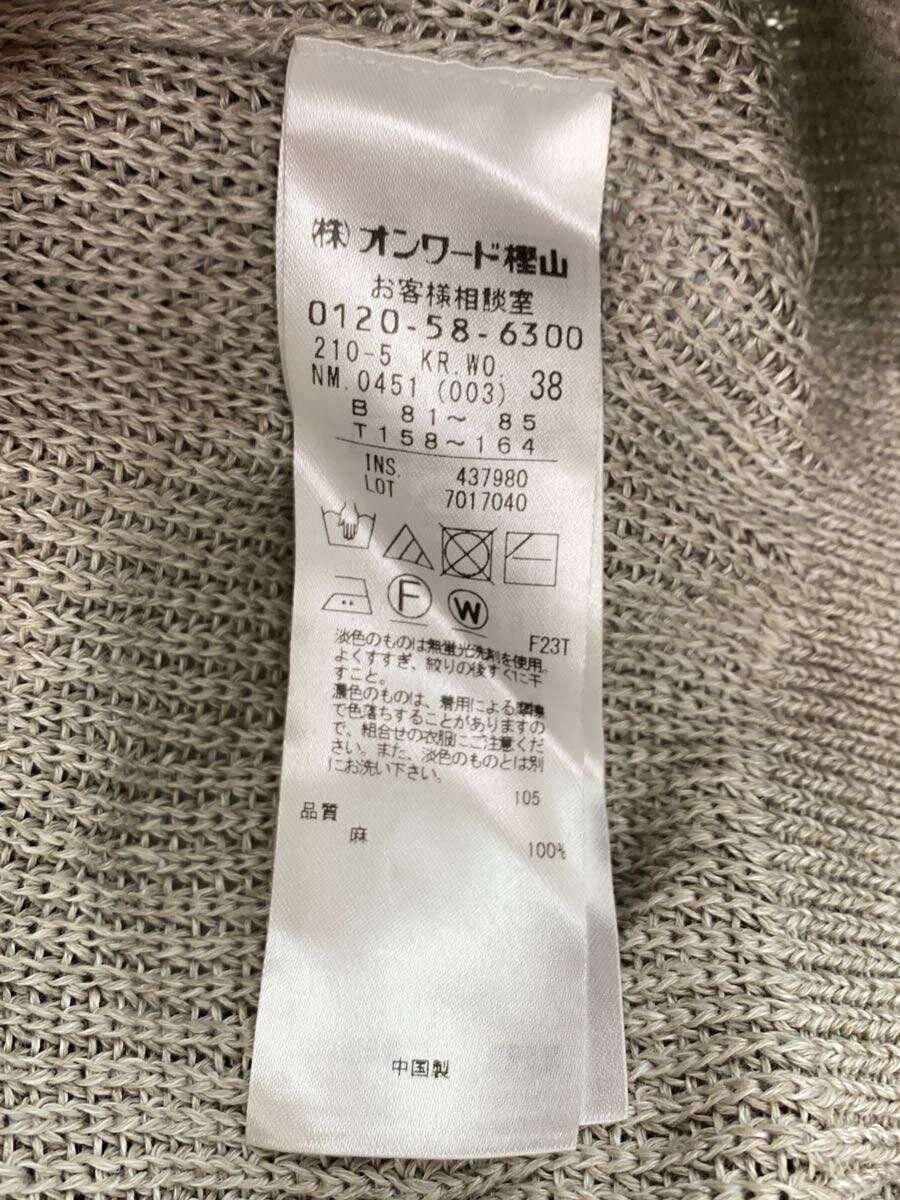 (株)オンワード樫山
お客様相談室
0120-58-6300
210-5 KR.WO.
NM.0451 (003) 38
B 81~ 85
T158~164
INS. 437980
LOT 7017040
F
W
F23T
淡色のものは無蛍光洗剤を使用。
よくすすぎ、絞りの後すぐに干
すこと。
濃色のものは、着用による摩擦
で色落ちすることがありますの
で、組合せの衣服にご注意くだ
さい。また、淡色のものとは別
にお洗い下さい。
105
品質
麻 100%
中国製